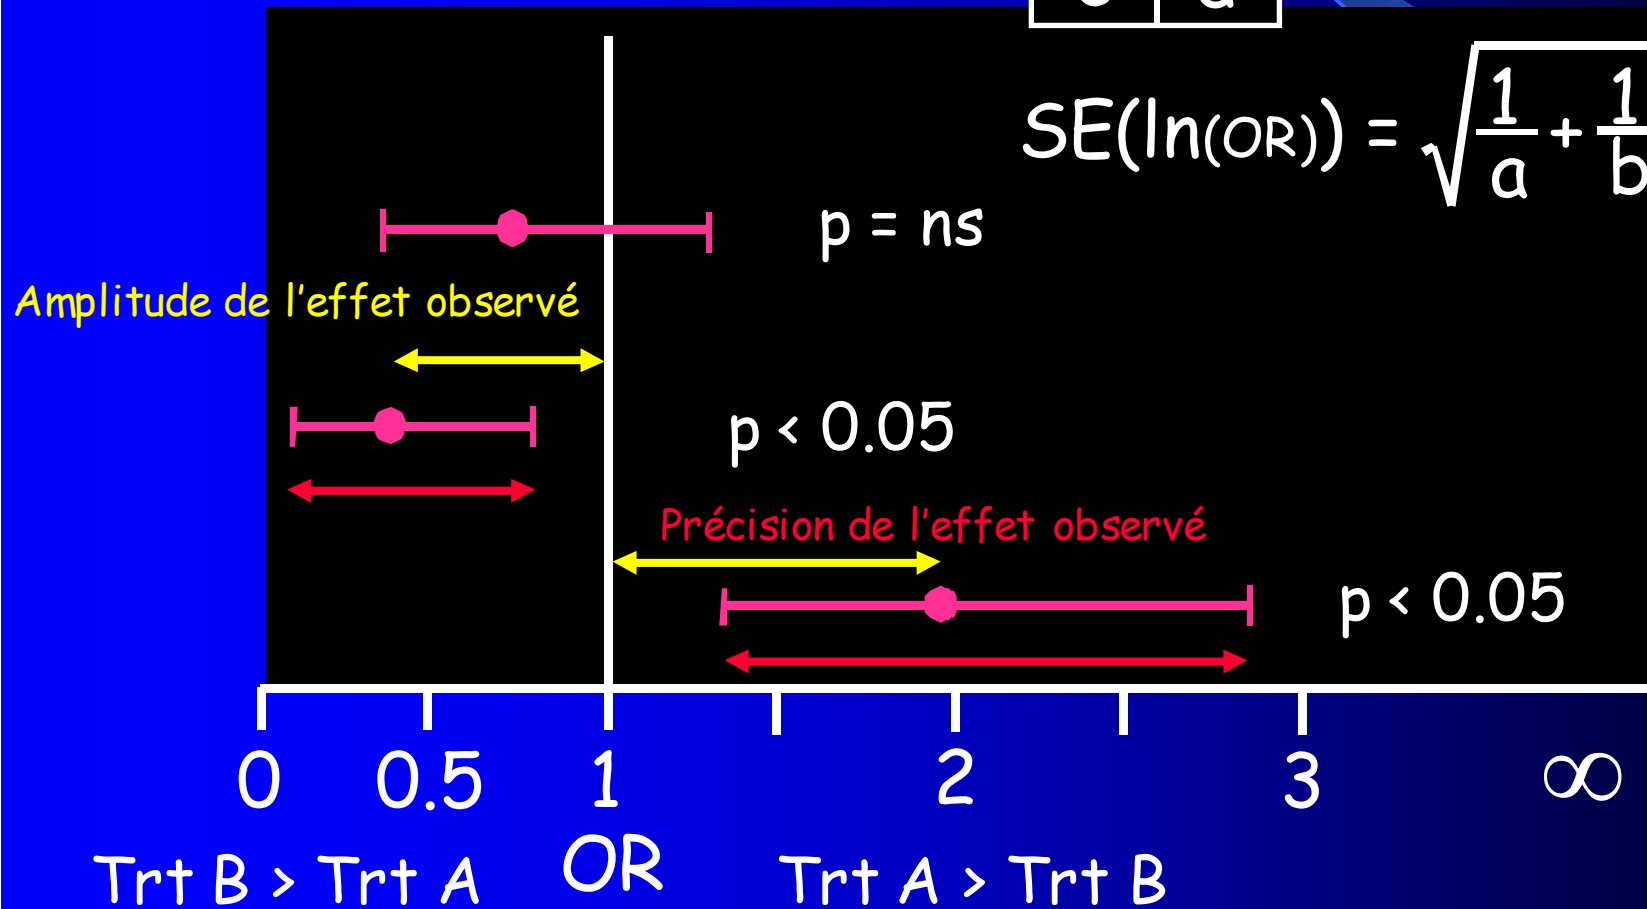 SE(ln(OR)) = √ 1/a + 1/b
p = ns
Amplitude de l'effet observé
p < 0.05
Précision de l'effet observé
p < 0.05
0 0.5 1 2 3 ∞
OR
Trt B > Trt A Trt A > Trt B